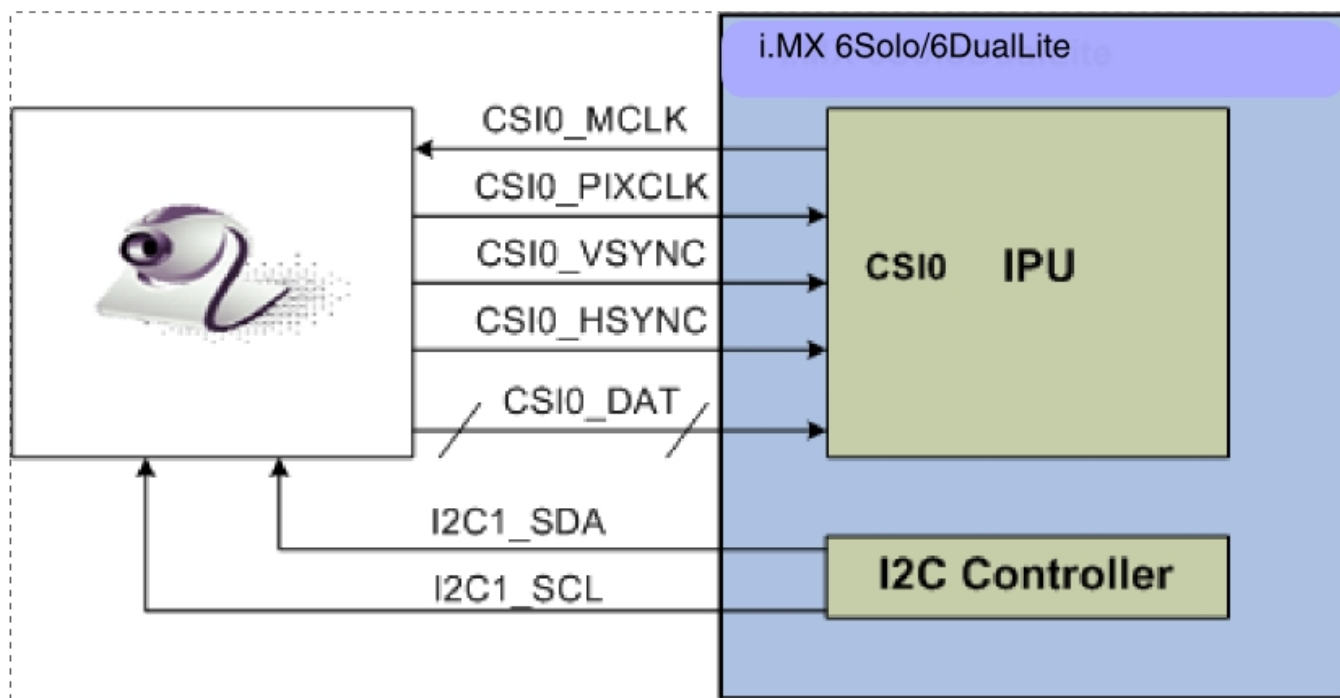 i.MX 6Solo/6DualLite
CSI0_MCLK
CSI0_PIXCLK
CSI0_VSYNC
CSI0 IPU
CSI0_HSYNC
CSI0_DAT
I2C1_SDA
I2C Controller
I2C1_SCL